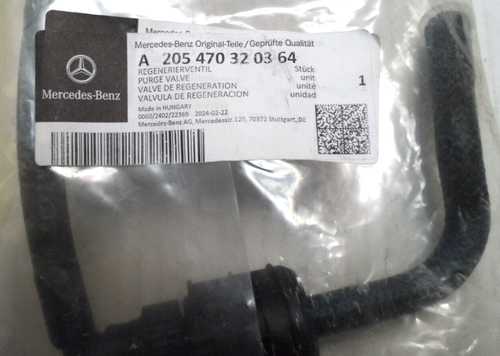 Mercedes-Benz
Mercedes-Benz Original-Teile/Geprüfte Qualität
A 205 470 32 03 64
REGENERIERVENTIL Stück
PURGE VALVE unit
VALVE DE REGENERATION unité
VALVULA DE REGENERACION unidad
1
Made in HUNGARY
0060/2402/22369 2024-02-22
Mercedes-Benz AG, Mercedesstr.120, 70372 Stuttgart, DE